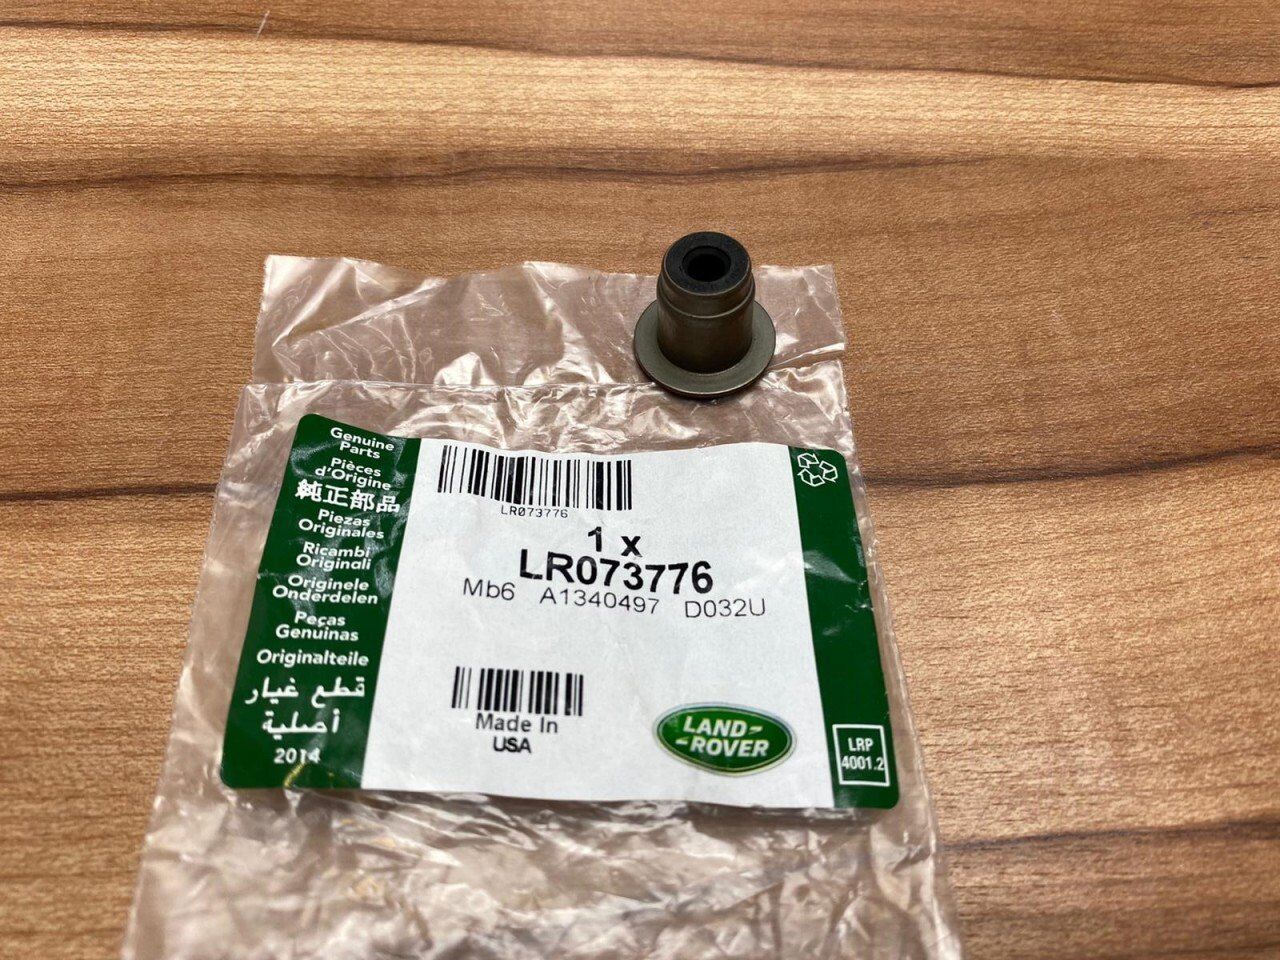 Genuine
Parts
Pièces
d'Origine
純正部品
Piezas
Originales
Ricambi
Originali
Originele
Onderdelen
Peças
Genuinas
Originalteile
قطع غيار
أصلية
2014
LR073776
1 x
LR073776
Mb6 A1340497 D032U
Made In
USA
LAND-
-ROVER
LRP
4001.2